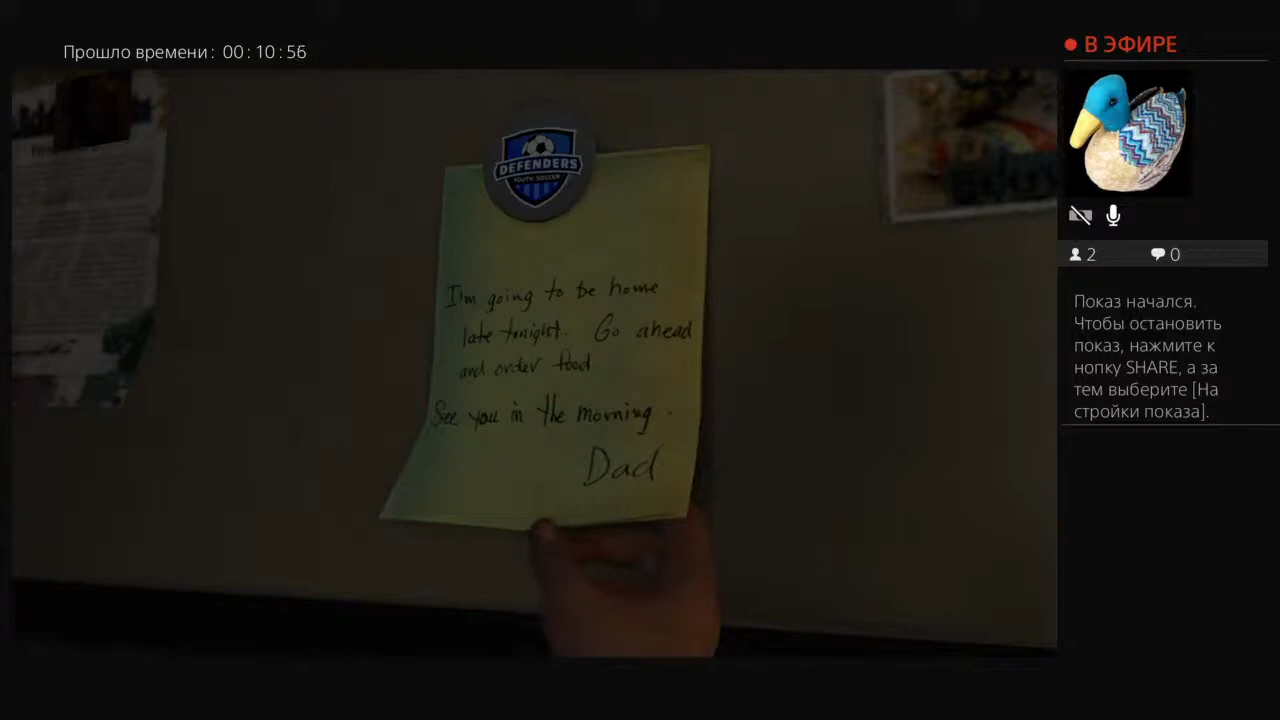 Прошло времени: 00:10:56
В ЭФИРЕ
DEFENDERS
YOUTH SOCCER
I'm going to be home
late tonight. Go ahead
and order food
See you in the morning.
Dad
2
0
Показ начался.
Чтобы остановить
показ, нажмите к
нопку SHARE, а за
тем выберите [На
стройки показа].